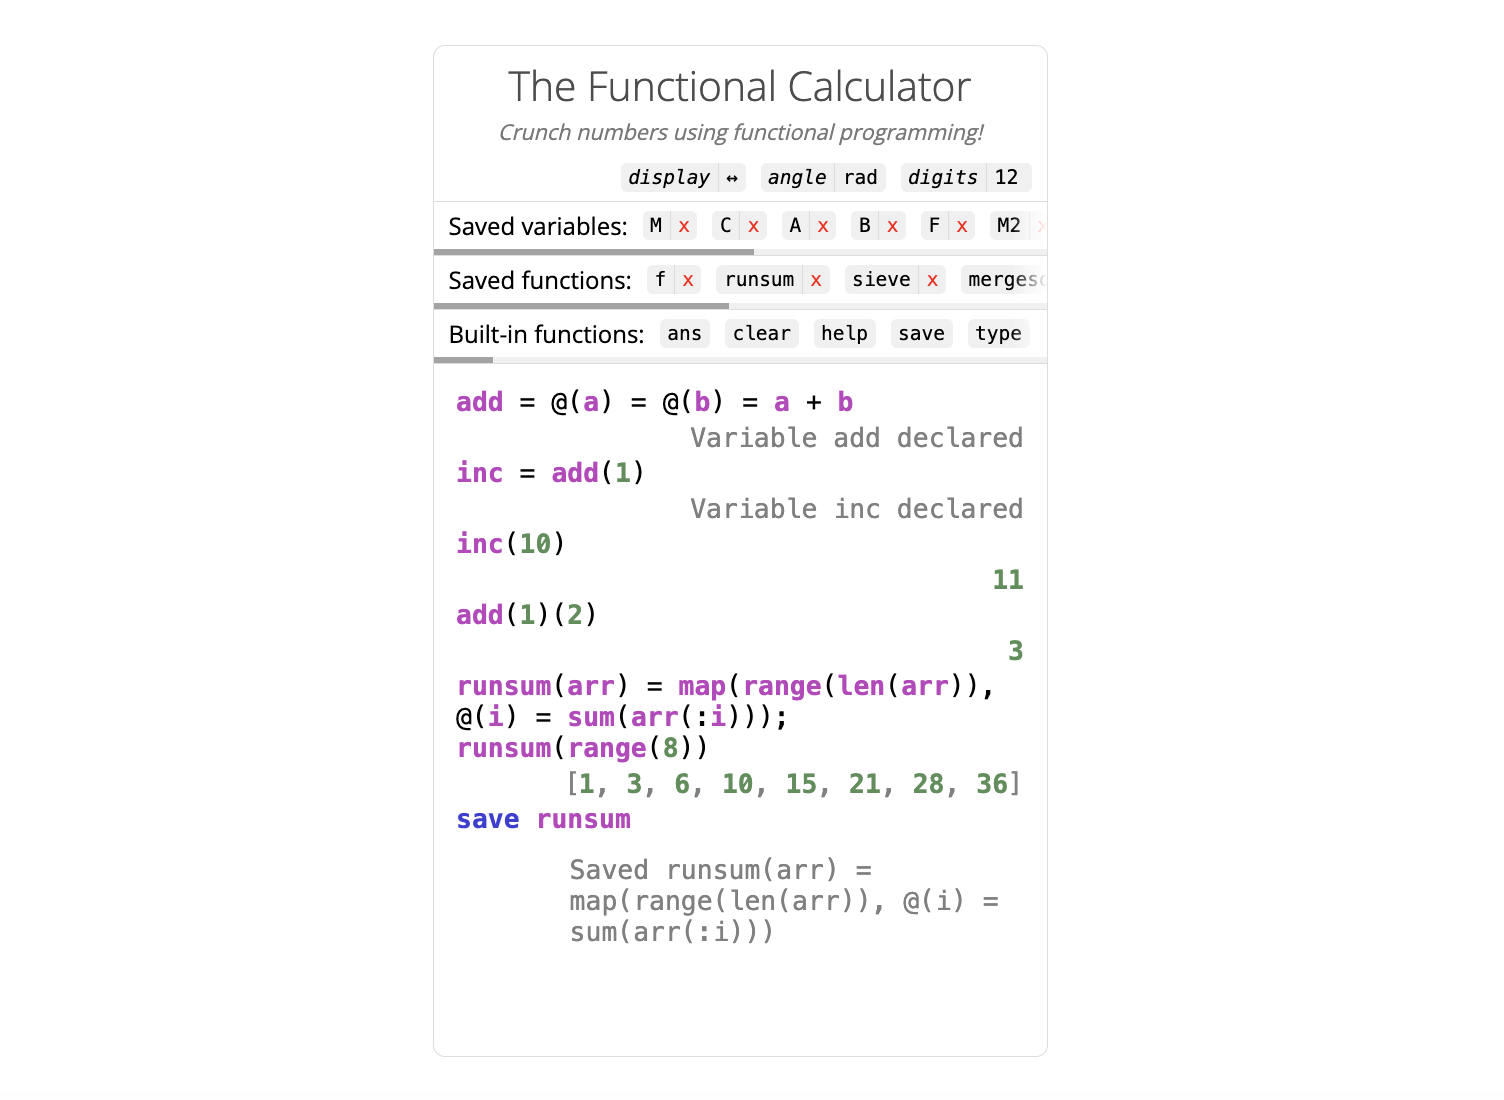 The Functional Calculator
Crunch numbers using functional programming!
display ↔ angle rad digits 12
Saved variables: M x C x A x B x F x M2 x
Saved functions: f x runsum x sieve x
Built-in functions: ans clear help save type
add = @(a) = @(b) = a + b
Variable add declared
inc = add(1)
Variable inc declared
inc(10)
11
add(1)(2)
3
runsum(arr) = map(range(len(arr)),
@(i) = sum(arr(:i)));
runsum(range(8))
[1, 3, 6, 10, 15, 21, 28, 36]
save runsum
Saved runsum(arr) =
map(range(len(arr)), @(i) =
sum(arr(:i)))